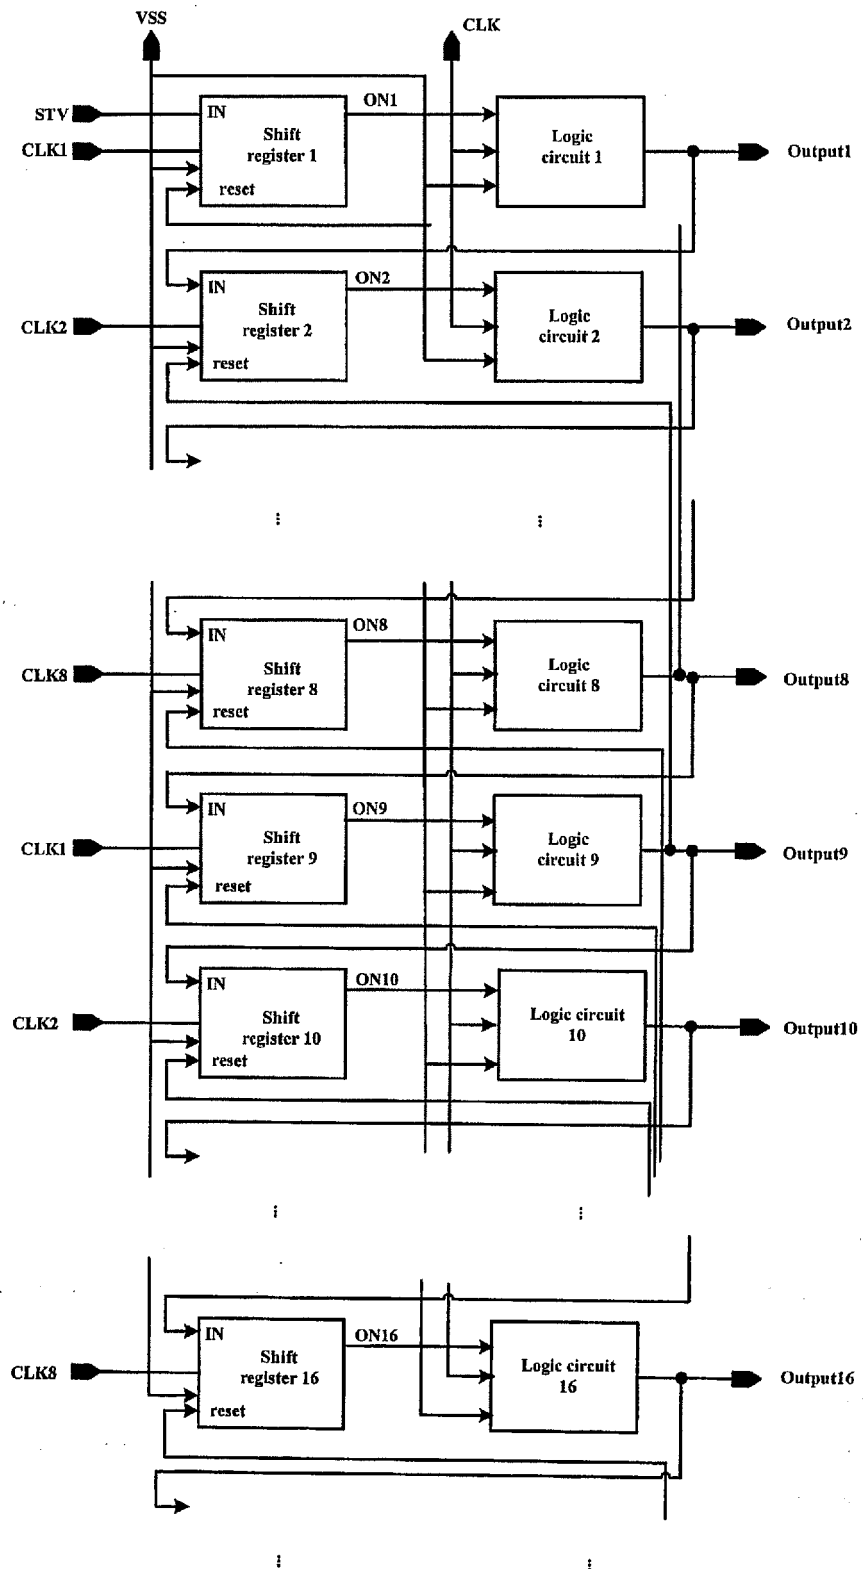 VSS
CLK
STV
IN
ON1
Shift
register 1
Logic
circuit 1
CLK1
Output1
reset
IN
ON2
Shift
register 2
Logic
circuit 2
CLK2
Output2
reset
...
...
IN
ON8
Shift
register 8
Logic
circuit 8
CLK8
Output8
reset
IN
ON9
Shift
register 9
Logic
circuit 9
CLK1
Output9
reset
IN
ON10
Shift
register 10
Logic circuit
10
CLK2
Output10
reset
...
...
IN
ON16
Shift
register 16
Logic circuit
16
CLK8
Output16
reset
...
...